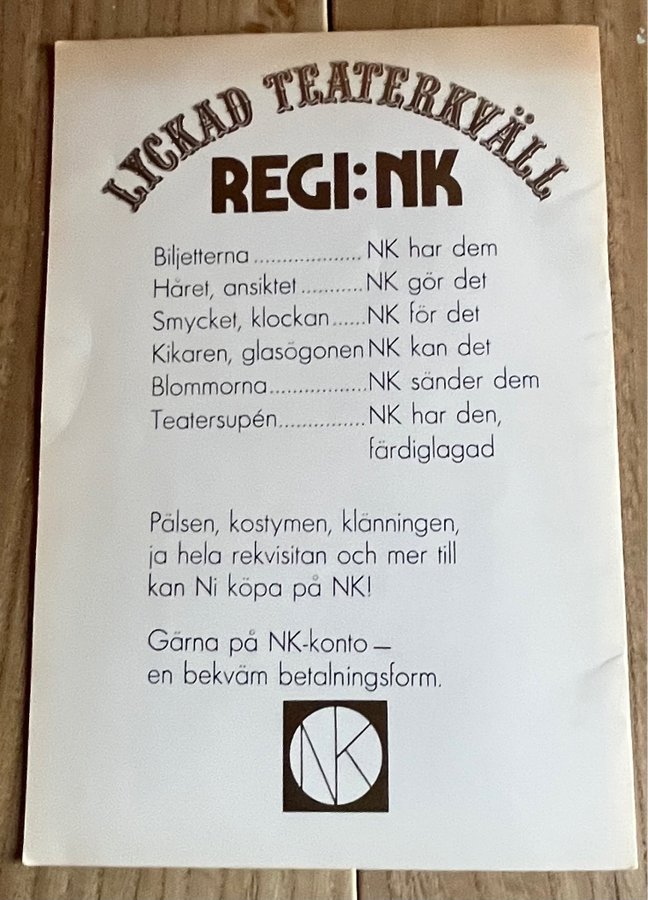 LYCKAD TEATERKVÄLL
REGI:NK
Biljetterna ................... NK har dem
Håret, ansiktet ...........NK gör det
Smycket, klockan ......NK för det
Kikaren, glasögonen NK kan det
Blommorna.................NK sänder dem
Teatersupén...............NK har den,
färdiglagad
Pälsen, kostymen, klänningen,
ja hela rekvisitan och mer till
kan Ni köpa på NK!
Gärna på NK-konto —
en bekväm betalningsform.
NK